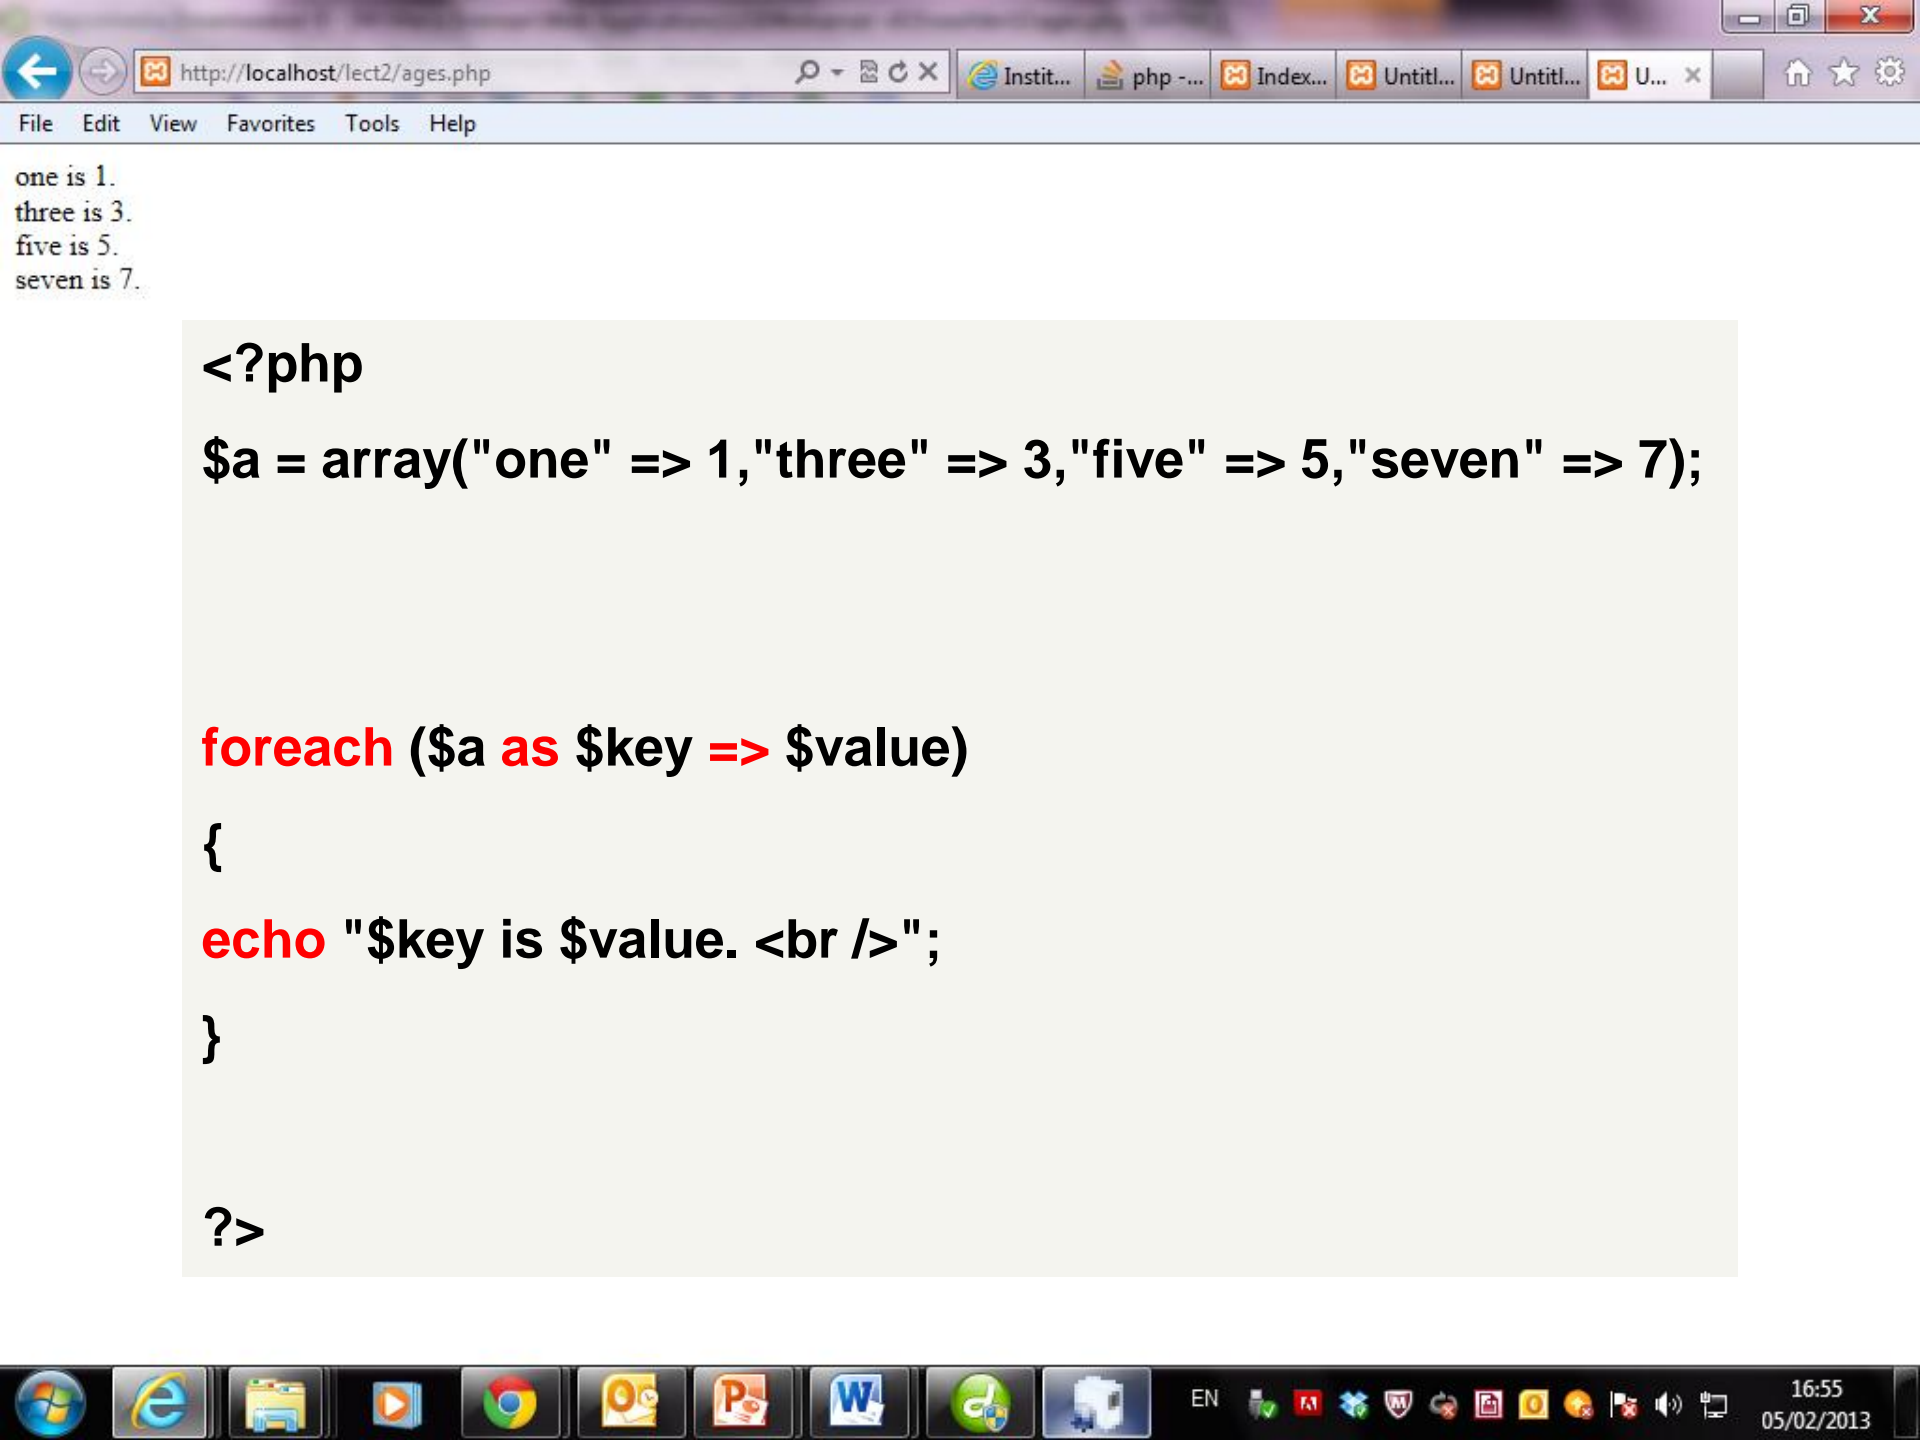 http://localhost/lect2/ages.php
Instit...
php -...
Index...
Untitl...
Untitl...
U...
File Edit View Favorites Tools Help
one is 1.
three is 3.
five is 5.
seven is 7.
<?php
$a = array("one" => 1,"three" => 3,"five" => 5,"seven" => 7);
foreach ($a as $key => $value)
{
echo "$key is $value. <br />";
}
?>
EN
16:55
05/02/2013